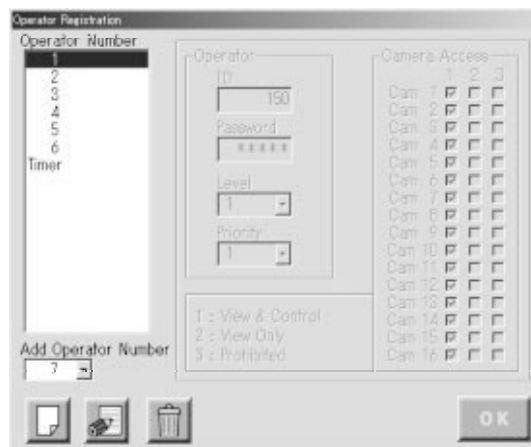 Operator Registration
Operator Number
1
2
3
4
5
6
Timer
Add Operator Number
7
Operator
ID
150
Password
*****
Level
1
Priority
1
1 : View & Control
2 : View Only
3 : Prohibited
Camera Access
1 2 3
Cam 1
Cam 2
Cam 3
Cam 4
Cam 5
Cam 6
Cam 7
Cam 8
Cam 9
Cam 10
Cam 11
Cam 12
Cam 13
Cam 14
Cam 15
Cam 16
OK